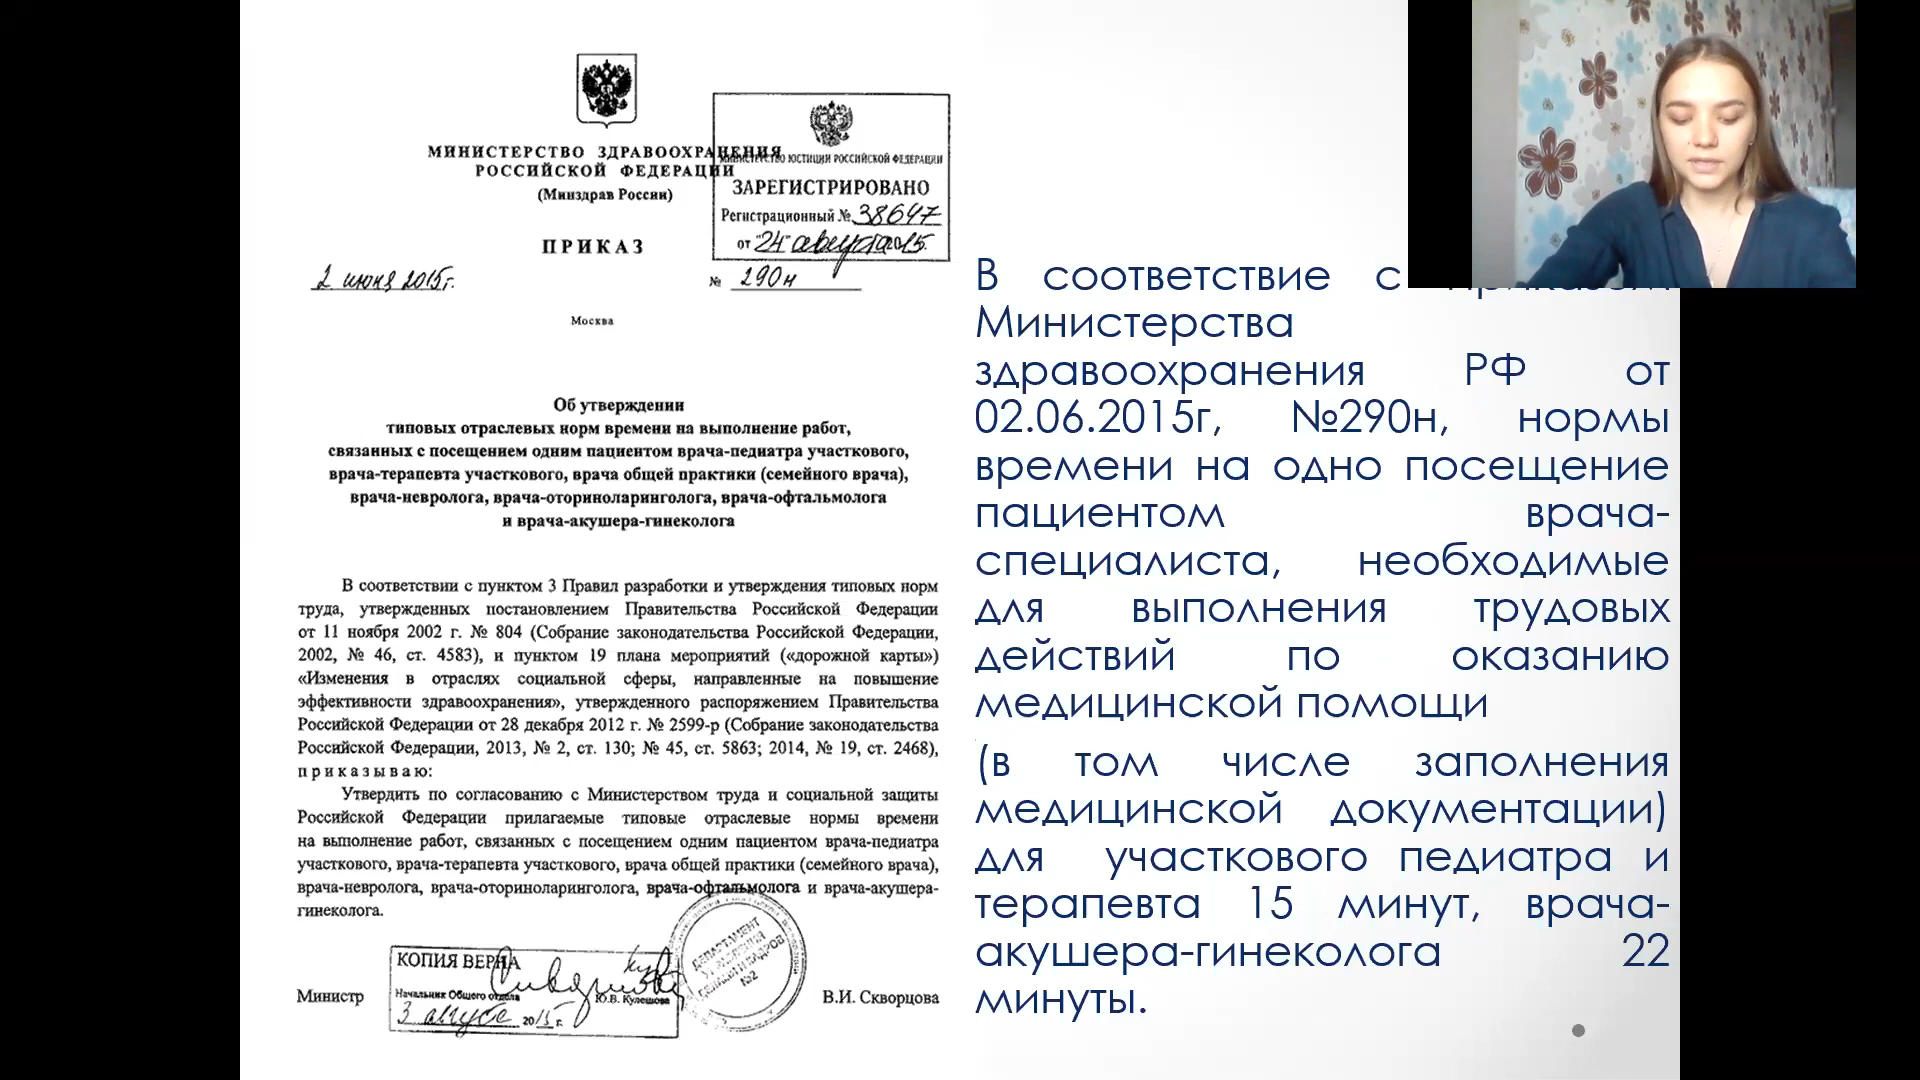 МИНИСТЕРСТВО ЗДРАВООХРАНЕНИЯ
РОССИЙСКОЙ ФЕДЕРАЦИИ
(Минздрав России)
ПРИКАЗ
2 июня 2015г.
№ 290н
Москва
МИНИСТЕРСТВО ЮСТИЦИИ РОССИЙСКОЙ ФЕДЕРАЦИИ
ЗАРЕГИСТРИРОВАНО
Регистрационный № 38647
от "24" августа 2015.
Об утверждении
типовых отраслевых норм времени на выполнение работ,
связанных с посещением одним пациентом врача-педиатра участкового,
врача-терапевта участкового, врача общей практики (семейного врача),
врача-невролога, врача-оториноларинголога, врача-офтальмолога
и врача-акушера-гинеколога
В соответствии с пунктом 3 Правил разработки и утверждения типовых норм
труда, утвержденных постановлением Правительства Российской Федерации
от 11 ноября 2002 г. № 804 (Собрание законодательства Российской Федерации,
2002, № 46, ст. 4583), и пунктом 19 плана мероприятий («дорожной карты»)
«Изменения в отраслях социальной сферы, направленные на повышение
эффективности здравоохранения», утвержденного распоряжением Правительства
Российской Федерации от 28 декабря 2012 г. № 2599-р (Собрание законодательства
Российской Федерации, 2013, № 2, ст. 130; № 45, ст. 5863; 2014, № 19, ст. 2468),
приказываю:
Утвердить по согласованию с Министерством труда и социальной защиты
Российской Федерации прилагаемые типовые отраслевые нормы времени
на выполнение работ, связанных с посещением одним пациентом врача-педиатра
участкового, врача-терапевта участкового, врача общей практики (семейного врача),
врача-невролога, врача-оториноларинголога, врача-офтальмолога и врача-акушера-
гинеколога.
КОПИЯ ВЕРНА
Начальник Общего отдела
Ю.В. Кулешова
3 августа 2015 г.
ДЕПАРТАМЕНТ
№2
Министр
В.И. Скворцова
В соответствие с
Министерства
здравоохранения РФ от
02.06.2015г, №290н, нормы
времени на одно посещение
пациентом врача-
специалиста, необходимые
для выполнения трудовых
действий по оказанию
медицинской помощи
(в том числе заполнения
медицинской документации)
для участкового педиатра и
терапевта 15 минут, врача-
акушера-гинеколога 22
минуты.